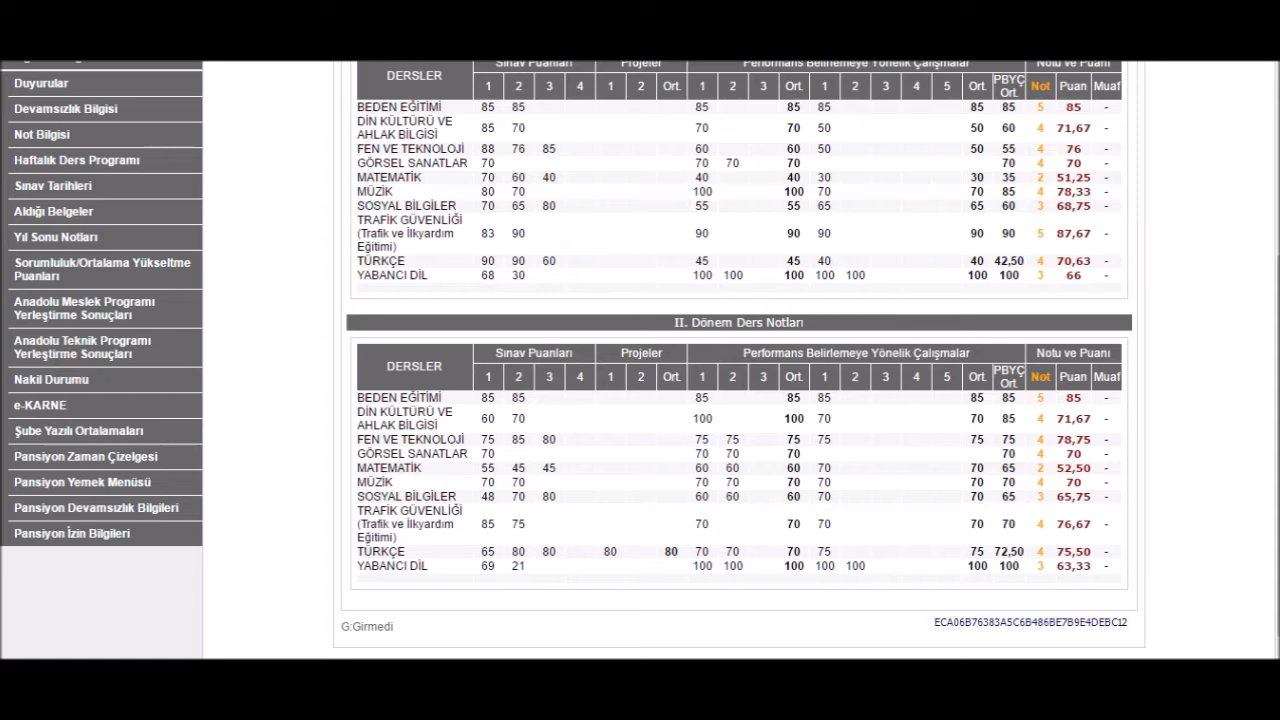 Duyurular
Devamsızlık Bilgisi
Not Bilgisi
Haftalık Ders Programı
Sınav Tarihleri
Aldığı Belgeler
Yıl Sonu Notları
Sorumluluk/Ortalama Yükseltme
Puanları
Anadolu Meslek Programı
Yerleştirme Sonuçları
Anadolu Teknik Programı
Yerleştirme Sonuçları
Nakil Durumu
e-KARNE
Şube Yazılı Ortalamaları
Pansiyon Zaman Çizelgesi
Pansiyon Yemek Menüsü
Pansiyon Devamsızlık Bilgileri
Pansiyon İzin Bilgileri
DERSLER Sınav Puanları Projeler Performans Belirlemeye Yönelik Çalışmalar Notu ve Puanı
1 2 3 4 1 2 Ort. 1 2 3 Ort. 1 2 3 4 5 Ort. PBYÇ Ort. Not Puan Muaf
BEDEN EĞİTİMİ 85 85 85 85 85 85 85 5 85 -
DİN KÜLTÜRÜ VE
AHLAK BİLGİSİ 85 70 70 70 50 50 60 4 71,67 -
FEN VE TEKNOLOJİ 88 76 85 60 60 50 50 55 4 76 -
GÖRSEL SANATLAR 70 70 70 70 70 4 70 -
MATEMATİK 70 60 40 40 40 30 30 35 2 51,25 -
MÜZİK 80 70 100 100 70 70 85 4 78,33 -
SOSYAL BİLGİLER 70 65 80 55 55 65 65 60 3 68,75 -
TRAFİK GÜVENLİĞİ
(Trafik ve İlkyardım
Eğitimi) 83 90 90 90 90 90 90 5 87,67 -
TÜRKÇE 90 90 60 45 45 40 40 42,50 4 70,63 -
YABANCI DİL 68 30 100 100 100 100 100 100 100 3 66 -
II. Dönem Ders Notları
DERSLER Sınav Puanları Projeler Performans Belirlemeye Yönelik Çalışmalar Notu ve Puanı
1 2 3 4 1 2 Ort. 1 2 3 Ort. 1 2 3 4 5 Ort. PBYÇ Ort. Not Puan Muaf
BEDEN EĞİTİMİ 85 85 85 85 85 85 85 5 85 -
DİN KÜLTÜRÜ VE
AHLAK BİLGİSİ 60 70 100 100 70 70 85 4 71,67 -
FEN VE TEKNOLOJİ 75 85 80 75 75 75 75 75 75 4 78,75 -
GÖRSEL SANATLAR 70 70 70 70 70 4 70 -
MATEMATİK 55 45 45 60 60 60 70 70 65 2 52,50 -
MÜZİK 70 70 70 70 70 70 70 70 4 70 -
SOSYAL BİLGİLER 48 70 80 60 60 60 70 70 65 3 65,75 -
TRAFİK GÜVENLİĞİ
(Trafik ve İlkyardım
Eğitimi) 85 75 70 70 70 70 70 4 76,67 -
TÜRKÇE 65 80 80 80 80 70 70 70 75 75 72,50 4 75,50 -
YABANCI DİL 69 21 100 100 100 100 100 100 100 3 63,33 -
G:Girmedi
ECA06B76383A5C6B486BE7B9E4DEBC12